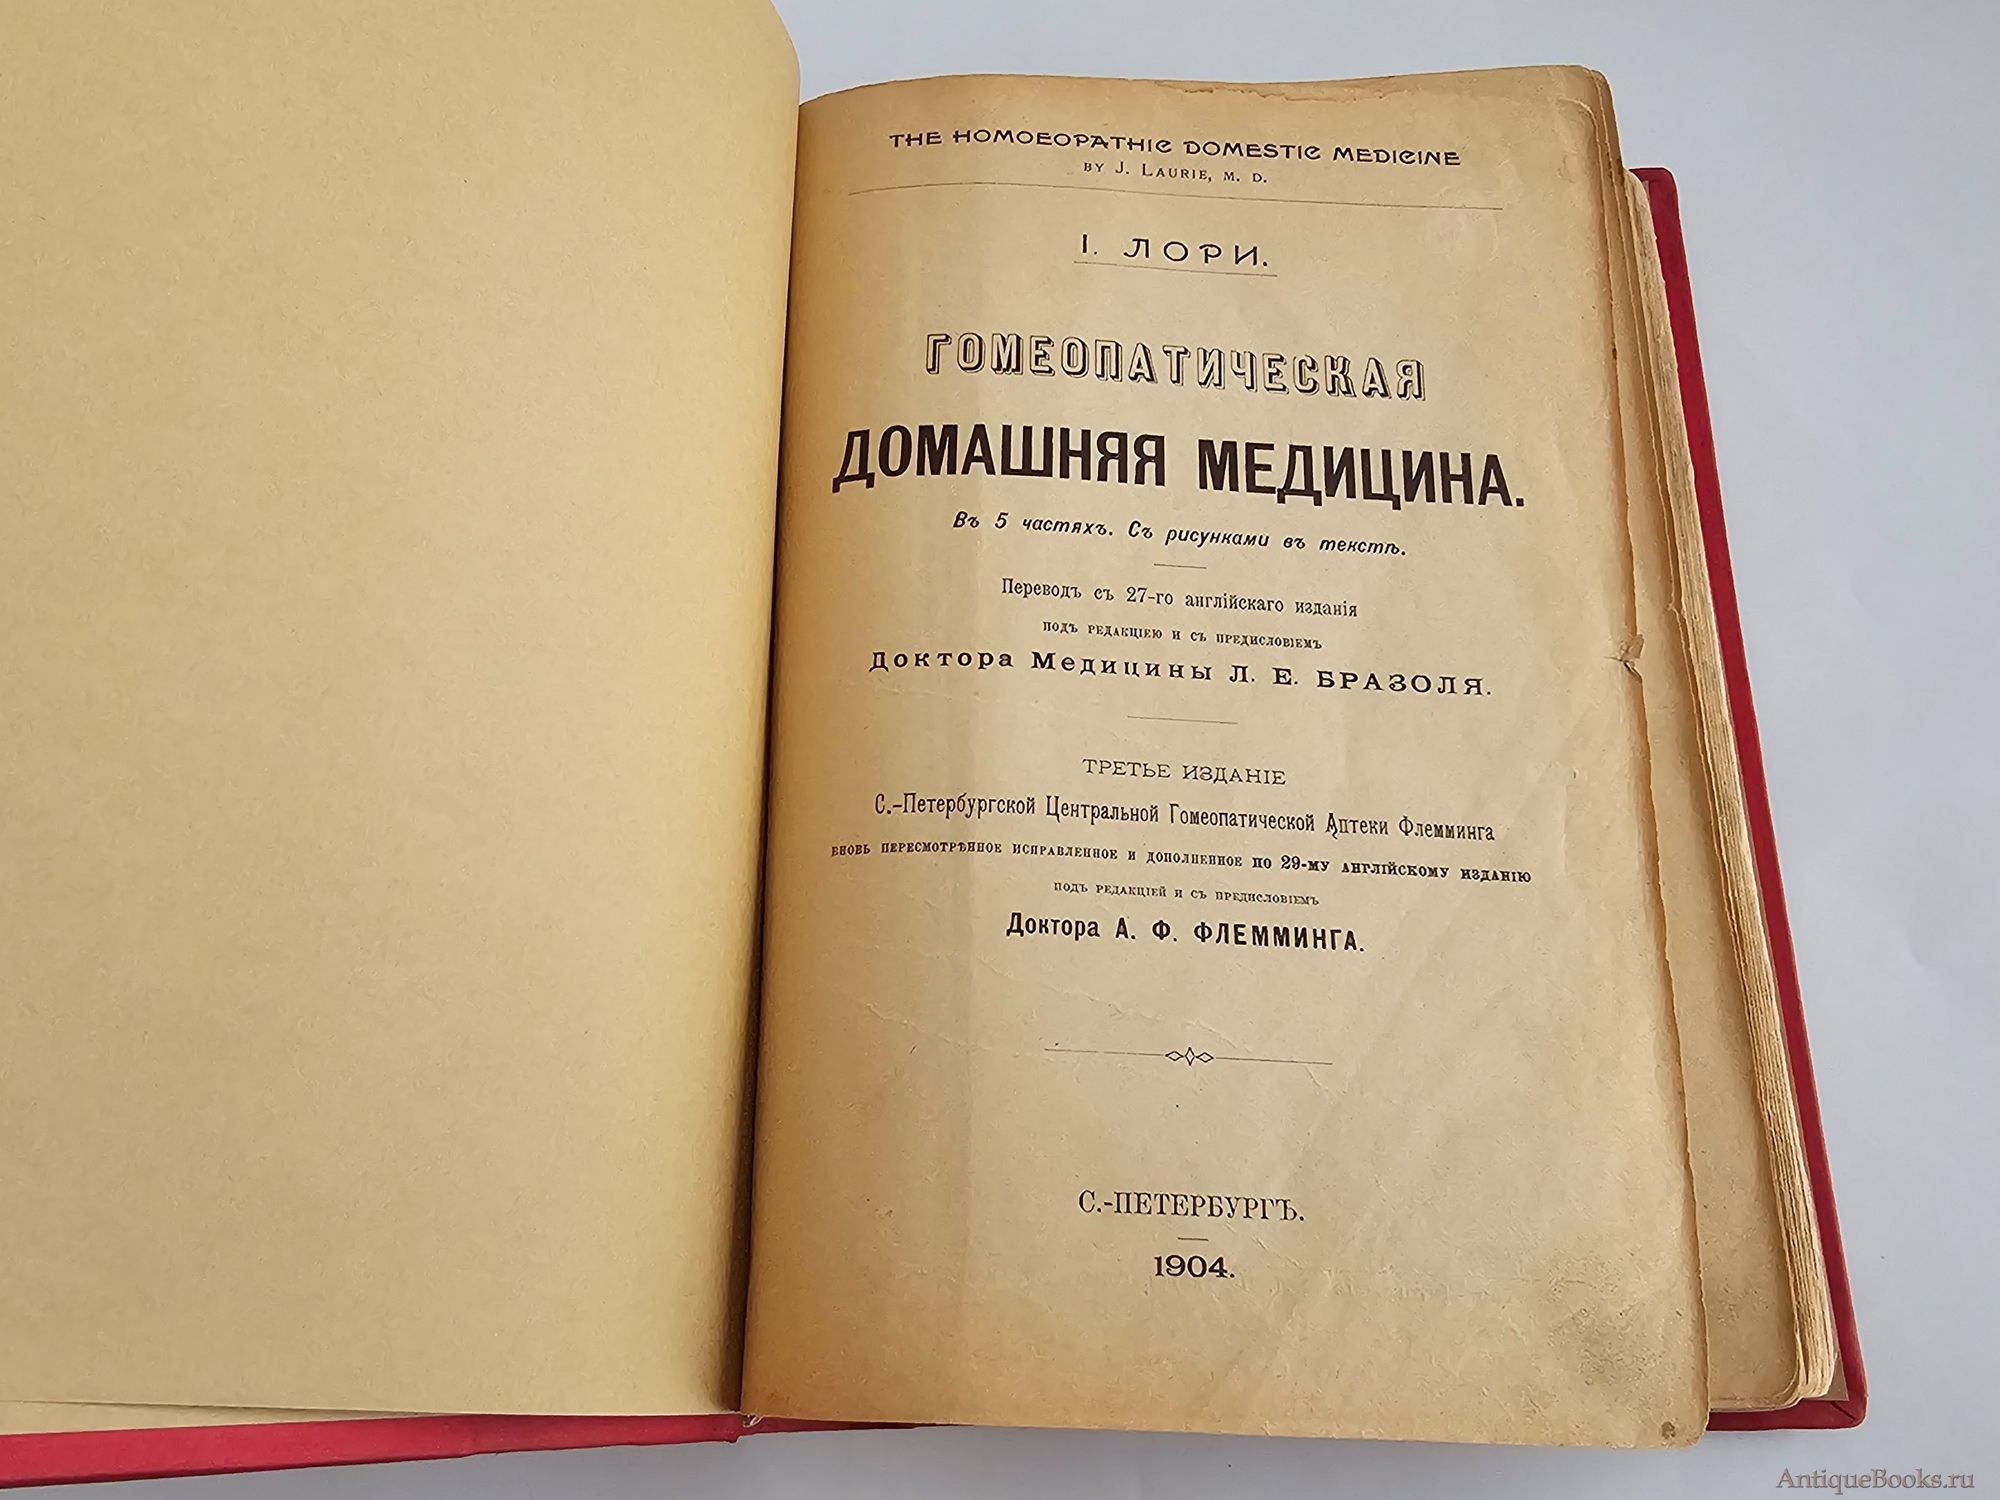 THE HOMOEOPATHIC DOMESTIC MEDICINE
BY J. LAURIE, M. D.
І. ЛОРИ.
ГОМЕОПАТИЧЕСКАЯ
ДОМАШНЯЯ МЕДИЦИНА.
Въ 5 частяхъ. Съ рисунками въ текстѣ.
Переводъ съ 27-го англійскаго изданія
ПОДЪ РЕДАКЦІЕЮ И СЪ ПРЕДИСЛОВІЕМЪ
Доктора Медицины Л. Е. БРАЗОЛЯ.
ТРЕТЬЕ ИЗДАНІЕ
С.-Петербургской Центральной Гомеопатической Аптеки Флемминга
ВНОВЬ ПЕРЕСМОТРѢННОЕ ИСПРАВЛЕННОЕ И ДОПОЛНЕННОЕ ПО 29-МУ АНГЛІЙСКОМУ ИЗДАНІЮ
ПОДЪ РЕДАКЦІЕЙ И СЪ ПРЕДИСЛОВІЕМЪ
Доктора А. Ф. ФЛЕММИНГА.
С.-ПЕТЕРБУРГЪ.
1904.
AntiqueBooks.ru